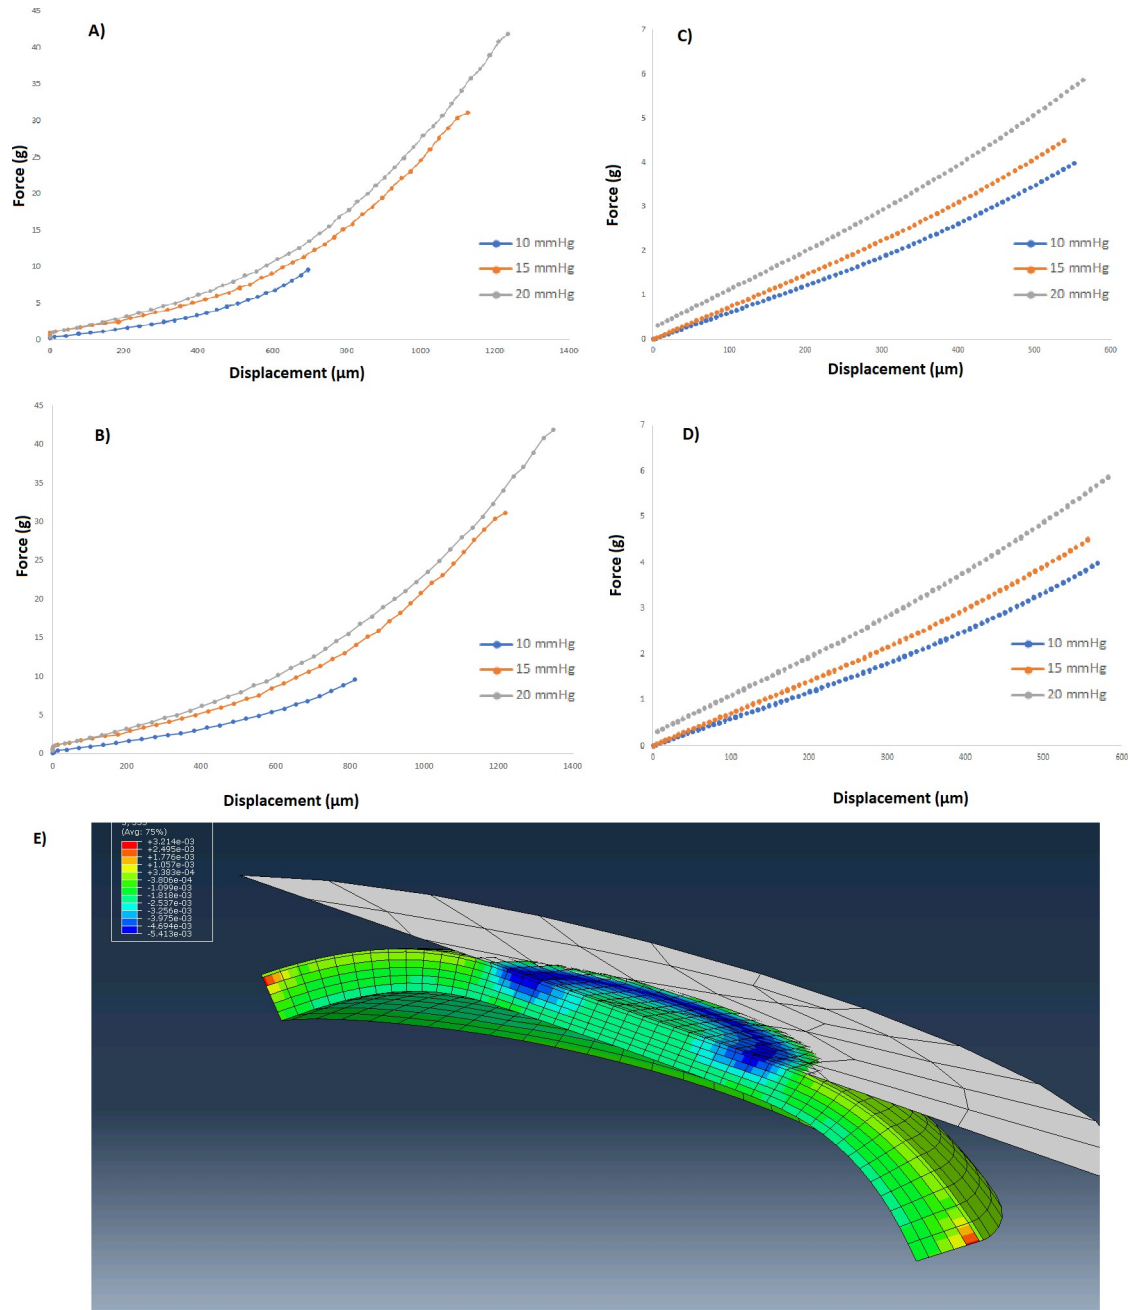 A)
45
40
35
30
25
20
15
10
5
0
Force (g)
10 mmHg
15 mmHg
20 mmHg
0 200 400 600 800 1000 1200 1400
Displacement (µm)
C)
7
6
5
4
3
2
1
0
Force (g)
10 mmHg
15 mmHg
20 mmHg
0 100 200 300 400 500 600
Displacement (µm)
B)
45
40
35
30
25
20
15
10
5
0
Force (g)
10 mmHg
15 mmHg
20 mmHg
0 200 400 600 800 1000 1200 1400
Displacement (µm)
D)
7
6
5
4
3
2
1
0
Force (g)
10 mmHg
15 mmHg
20 mmHg
0 100 200 300 400 500 600
Displacement (µm)
E)
(Avg: 75%)
+3.214e-03
+2.495e-03
+1.776e-03
+1.057e-03
+3.383e-04
-3.806e-04
-1.099e-03
-1.818e-03
-2.537e-03
-3.256e-03
-3.975e-03
-4.694e-03
-5.413e-03